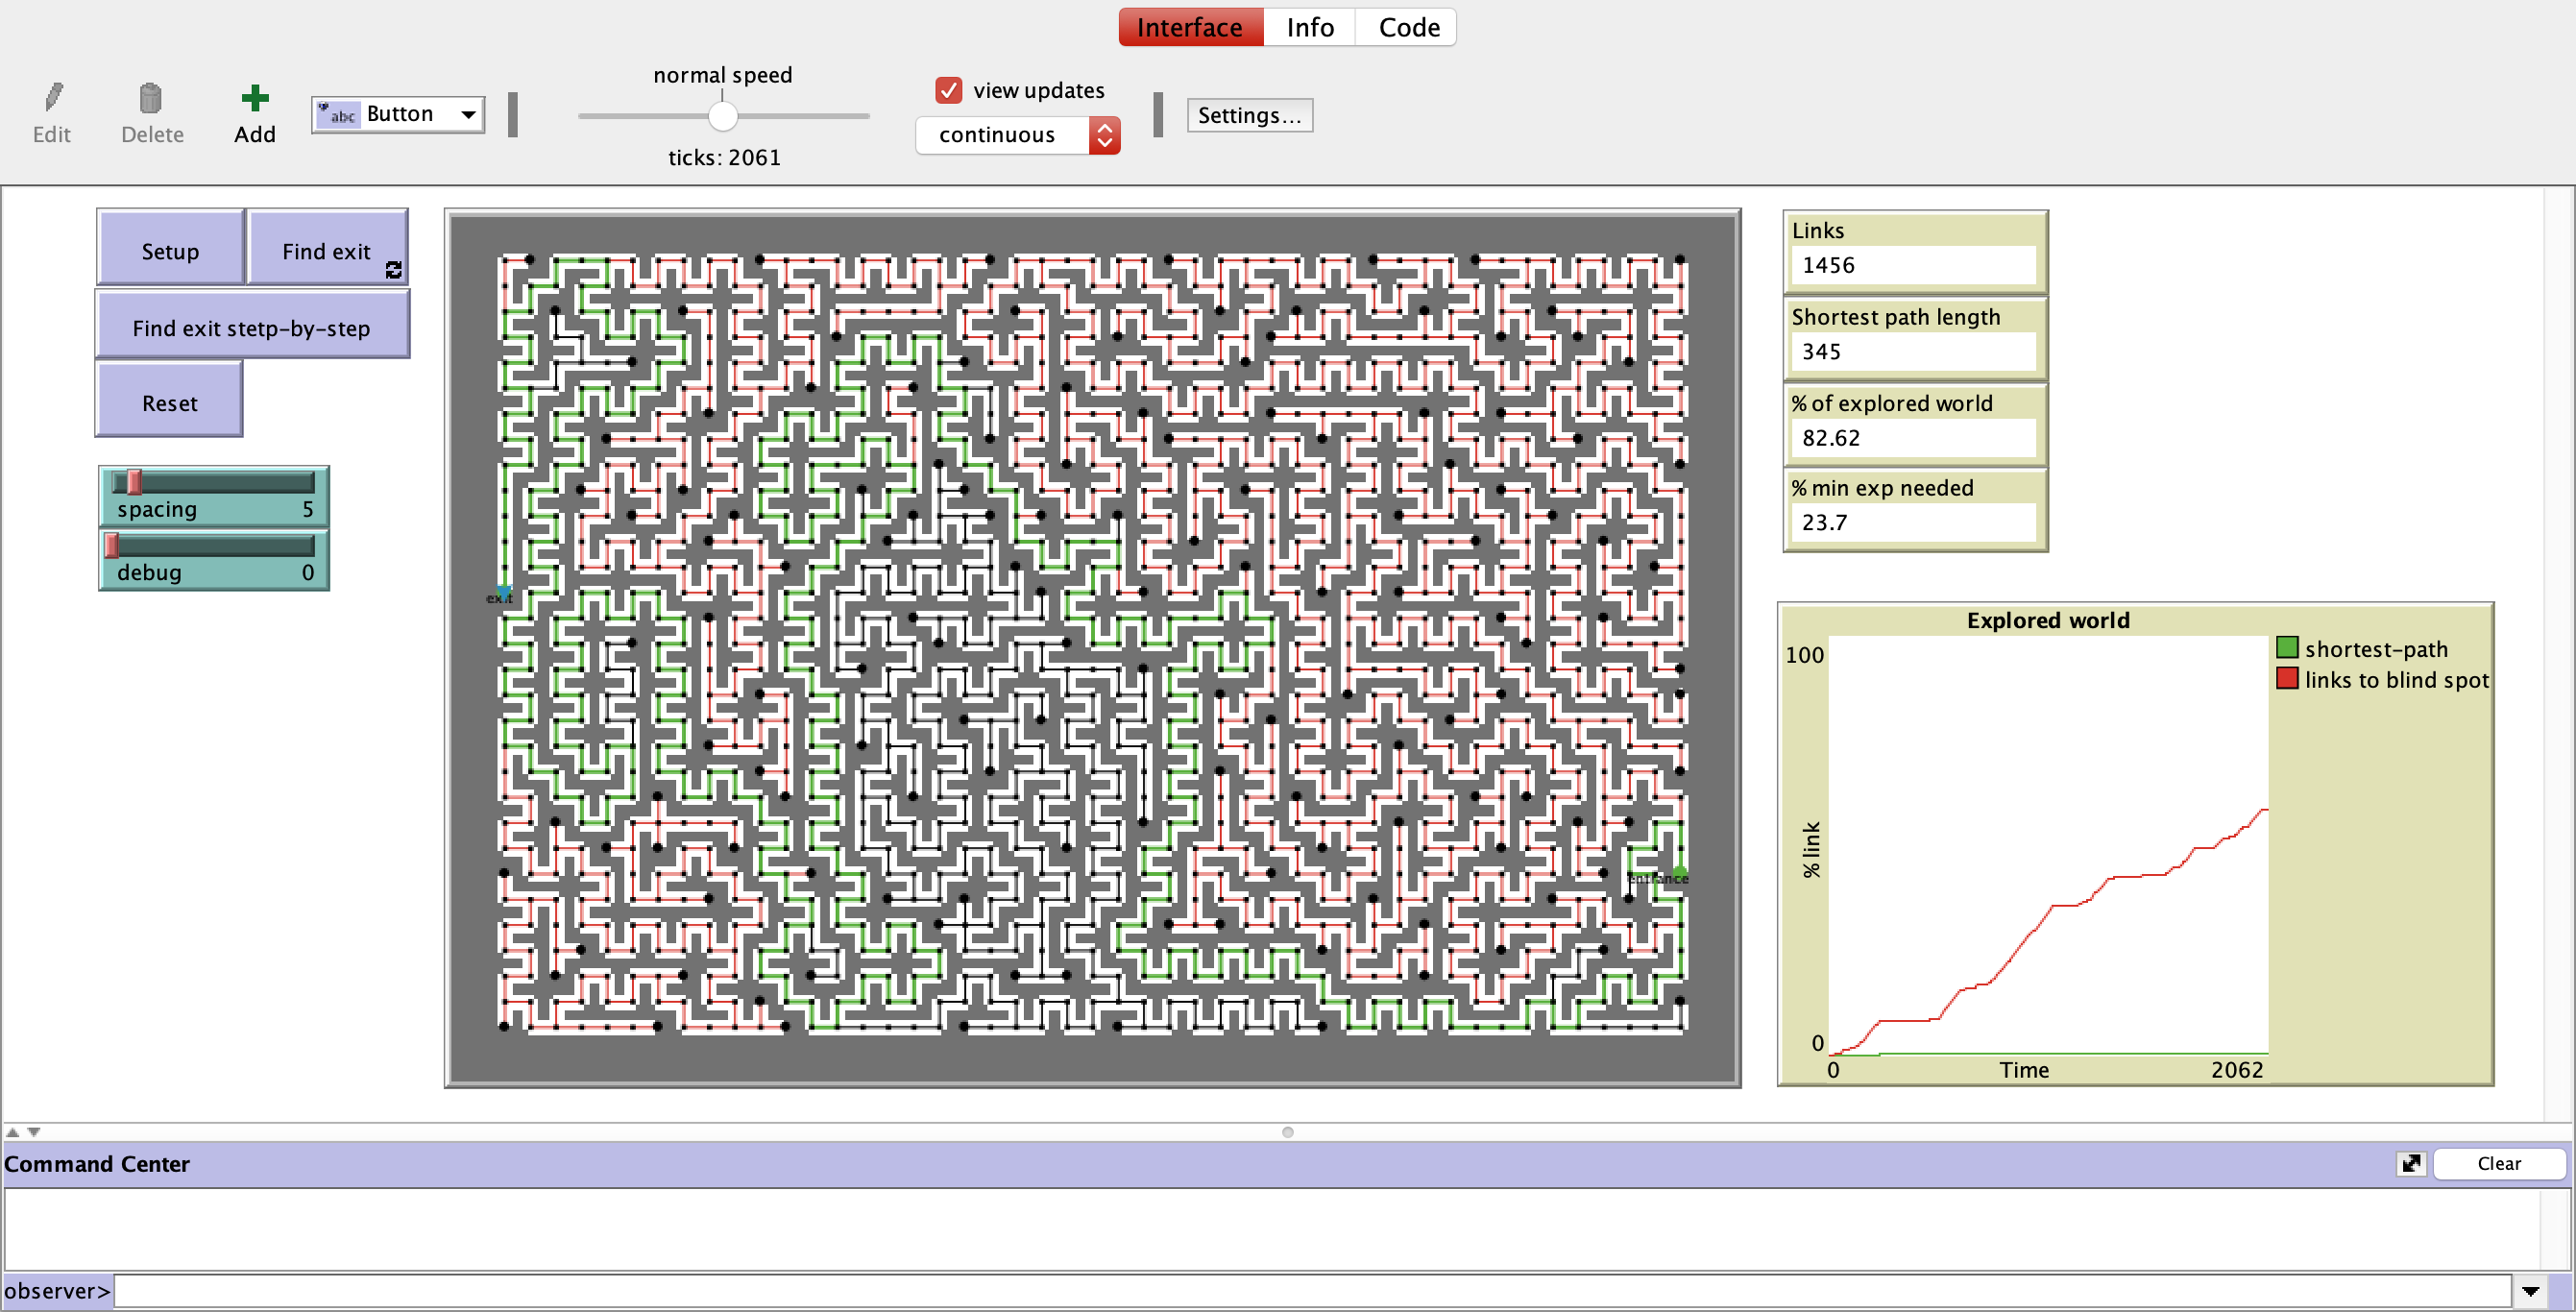 Interface Info Code
normal speed
view updates
Edit Delete Add abc Button continuous Settings...
ticks: 2061
Setup Find exit
Find exit stetp-by-step
Reset
spacing 5
debug 0
exit
entrance
Links
1456
Shortest path length
345
% of explored world
82.62
% min exp needed
23.7
Explored world
100
% link
0
0 Time 2062
shortest-path
links to blind spot
Command Center Clear
observer>